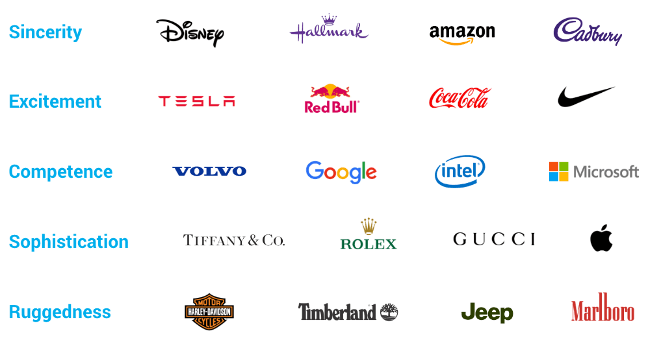 Sincerity Disney Hallmark amazon Cadbury
Excitement TESLA Red Bull Coca-Cola
Competence VOLVO Google intel Microsoft
Sophistication TIFFANY & CO. ROLEX GUCCI
Ruggedness MOTOR HARLEY-DAVIDSON CYCLES Timberland Jeep Marlboro